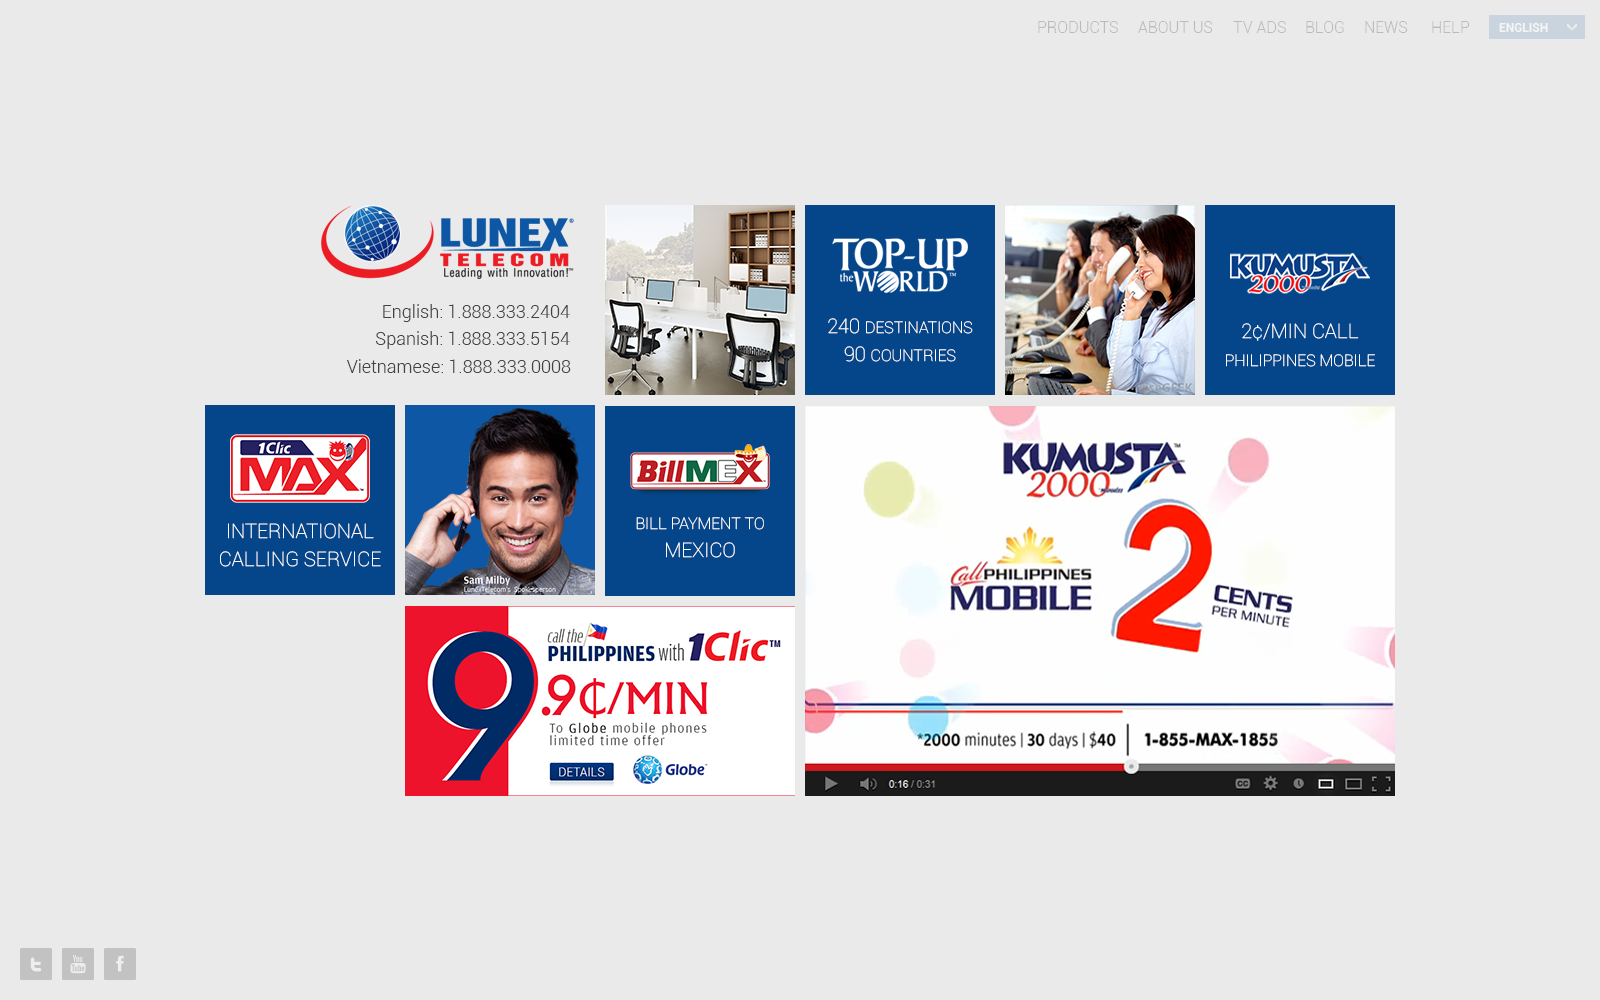 PRODUCTS ABOUT US TV ADS BLOG NEWS HELP ENGLISH
LUNEX®
TELECOM
Leading with Innovation!™
English: 1.888.333.2404
Spanish: 1.888.333.5154
Vietnamese: 1.888.333.0008
TOP-UP
the WORLD™
240 DESTINATIONS
90 COUNTRIES
KUMUSTA
2000
2¢/MIN CALL
PHILIPPINES MOBILE
1Clic
MAX
INTERNATIONAL
CALLING SERVICE
Sam Milby
LunexTelecom's Spokesperson
BillMEX
BILL PAYMENT TO
MEXICO
KUMUSTA™
2000 minutes
Call PHILIPPINES
MOBILE
2 CENTS
PER MINUTE
*2000 minutes | 30 days | $40 1-855-MAX-1855
0:16 / 0:31
CC
call the
PHILIPPINES with 1Clic™
9.9¢/MIN
To Globe mobile phones
limited time offer
DETAILS Globe™
You
Tube